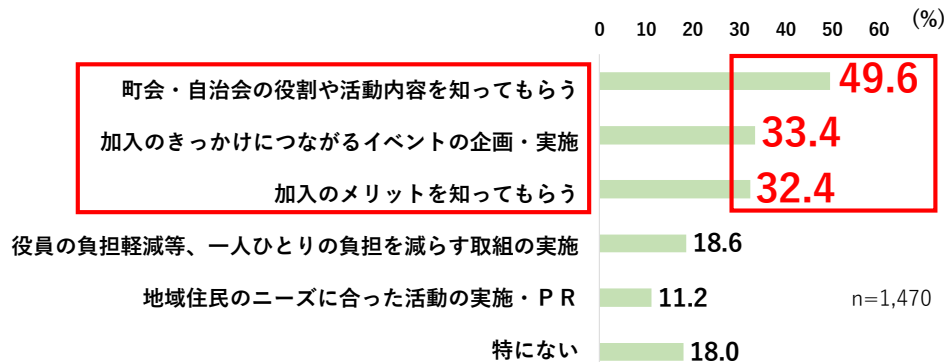 (%)
0 10 20 30 40 50 60
町会・自治会の役割や活動内容を知ってもらう 49.6
加入のきっかけにつながるイベントの企画・実施 33.4
加入のメリットを知ってもらう 32.4
役員の負担軽減等、一人ひとりの負担を減らす取組の実施 18.6
地域住民のニーズに合った活動の実施・ＰＲ 11.2 n=1,470
特にない 18.0